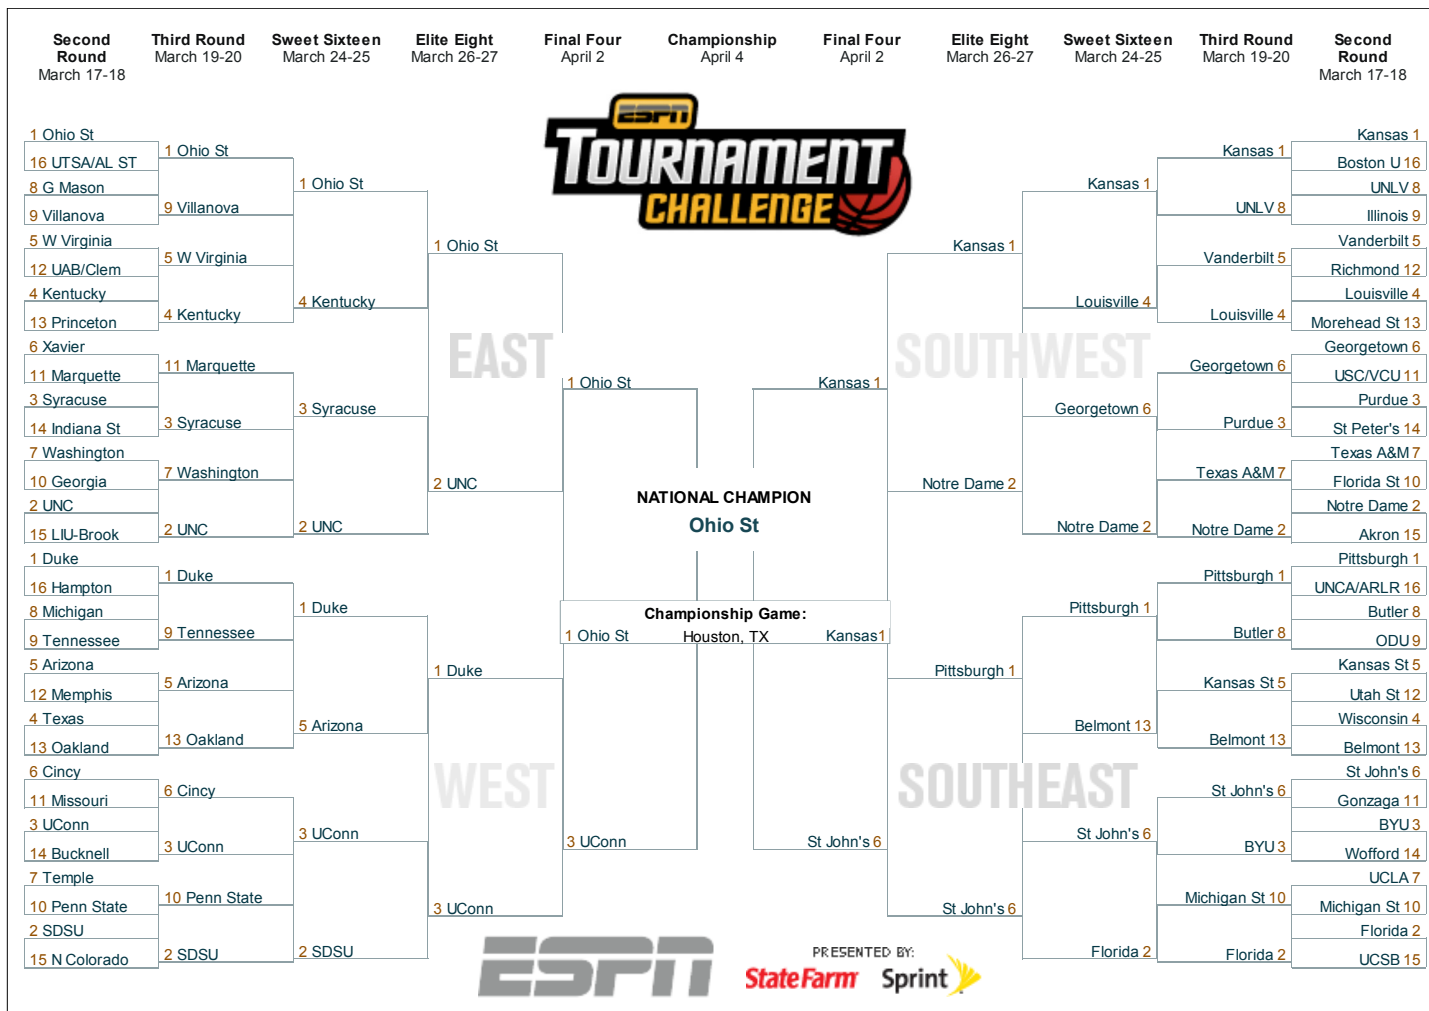 Second
Round
March 17-18
Third Round
March 19-20
Sweet Sixteen
March 24-25
Elite Eight
March 26-27
Final Four
April 2
Championship
April 4
Final Four
April 2
Elite Eight
March 26-27
Sweet Sixteen
March 24-25
Third Round
March 19-20
Second
Round
March 17-18
ESPN
TOURNAMENT
CHALLENGE
1 Ohio St
16 UTSA/AL ST
8 G Mason
9 Villanova
5 W Virginia
12 UAB/Clem
4 Kentucky
13 Princeton
6 Xavier
11 Marquette
3 Syracuse
14 Indiana St
7 Washington
10 Georgia
2 UNC
15 LIU-Brook
1 Duke
16 Hampton
8 Michigan
9 Tennessee
5 Arizona
12 Memphis
4 Texas
13 Oakland
6 Cincy
11 Missouri
3 UConn
14 Bucknell
7 Temple
10 Penn State
2 SDSU
15 N Colorado
1 Ohio St
9 Villanova
5 W Virginia
4 Kentucky
11 Marquette
3 Syracuse
7 Washington
2 UNC
1 Duke
9 Tennessee
5 Arizona
13 Oakland
6 Cincy
3 UConn
10 Penn State
2 SDSU
1 Ohio St
4 Kentucky
3 Syracuse
2 UNC
1 Duke
5 Arizona
3 UConn
2 SDSU
1 Ohio St
2 UNC
1 Duke
3 UConn
EAST
WEST
1 Ohio St
3 UConn
NATIONAL CHAMPION
Ohio St
Championship Game:
1 Ohio St
Houston, TX
Kansas 1
Kansas 1
St John's 6
SOUTHWEST
SOUTHEAST
Kansas 1
Notre Dame 2
Pittsburgh 1
St John's 6
Kansas 1
Louisville 4
Georgetown 6
Notre Dame 2
Pittsburgh 1
Belmont 13
St John's 6
Florida 2
Kansas 1
UNLV 8
Vanderbilt 5
Louisville 4
Georgetown 6
Purdue 3
Texas A&M 7
Notre Dame 2
Pittsburgh 1
Butler 8
Kansas St 5
Belmont 13
St John's 6
BYU 3
Michigan St 10
Florida 2
Kansas 1
Boston U 16
UNLV 8
Illinois 9
Vanderbilt 5
Richmond 12
Louisville 4
Morehead St 13
Georgetown 6
USC/VCU 11
Purdue 3
St Peter's 14
Texas A&M 7
Florida St 10
Notre Dame 2
Akron 15
Pittsburgh 1
UNCA/ARLR 16
Butler 8
ODU 9
Kansas St 5
Utah St 12
Wisconsin 4
Belmont 13
St John's 6
Gonzaga 11
BYU 3
Wofford 14
UCLA 7
Michigan St 10
Florida 2
UCSB 15
ESPN
PRESENTED BY:
State Farm
Sprint